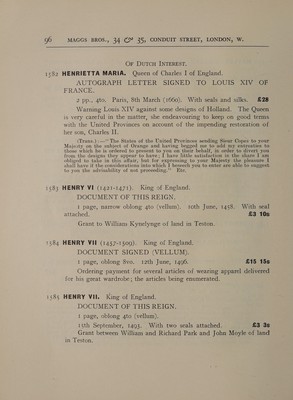 96 MAGGS BROS., 34 & 35, CONDUIT STREET, LONDON, W.
OF DUTCH INTEREST.
1582 HENRIETTA MARIA. Queen of Charles I of England.
AUTOGRAPH LETTER SIGNED TO LOUIS XIV OF
FRANCE.
2 pp., 4to. Paris, 8th March (1660). With seals and silks. £28
Warning Louis XIV against some designs of Holland. The Queen
is very careful in the matter, she endeavouring to keep on good terms
with the United Provinces on account of the impending restoration of
her son, Charles II.
(Trans.)—"The States of the United Provinces sending Sieur Copes to your
Majesty on the subject of Orange and having begged me to add my entreaties to
those which he is ordered to present to you on their behalf, in order to divert you
from the designs they appear to have; I have little satisfaction in the share I am
obliged to take in this affair, but for expressing to your Majesty the pleasure I
shall have if the considerations into which I beseech you to enter are able to suggest
to you the advisability of not proceeding." Etc.
1583 HENRY VI (1421-1471). King of England.
DOCUMENT OF THIS REIGN.
1 page, narrow oblong 4to (vellum). 10th June, 1458. With seal
attached. £3 10s
Grant to William Kynelynge of land in Teston.
1584 HENRY VII (1457-1509). King of England.
DOCUMENT SIGNED (VELLUM).
1 page, oblong 8vo. 12th June, 1496. £15 15s
Ordering payment for several articles of wearing apparel delivered
for his great wardrobe; the articles being enumerated.
1585 HENRY VII. King of England.
DOCUMENT OF THIS REIGN.
1 page, oblong 4to (vellum).
11th September, 1493. With two seals attached. £3 3s
Grant between William and Richard Park and John Moyle of land
in Teston.